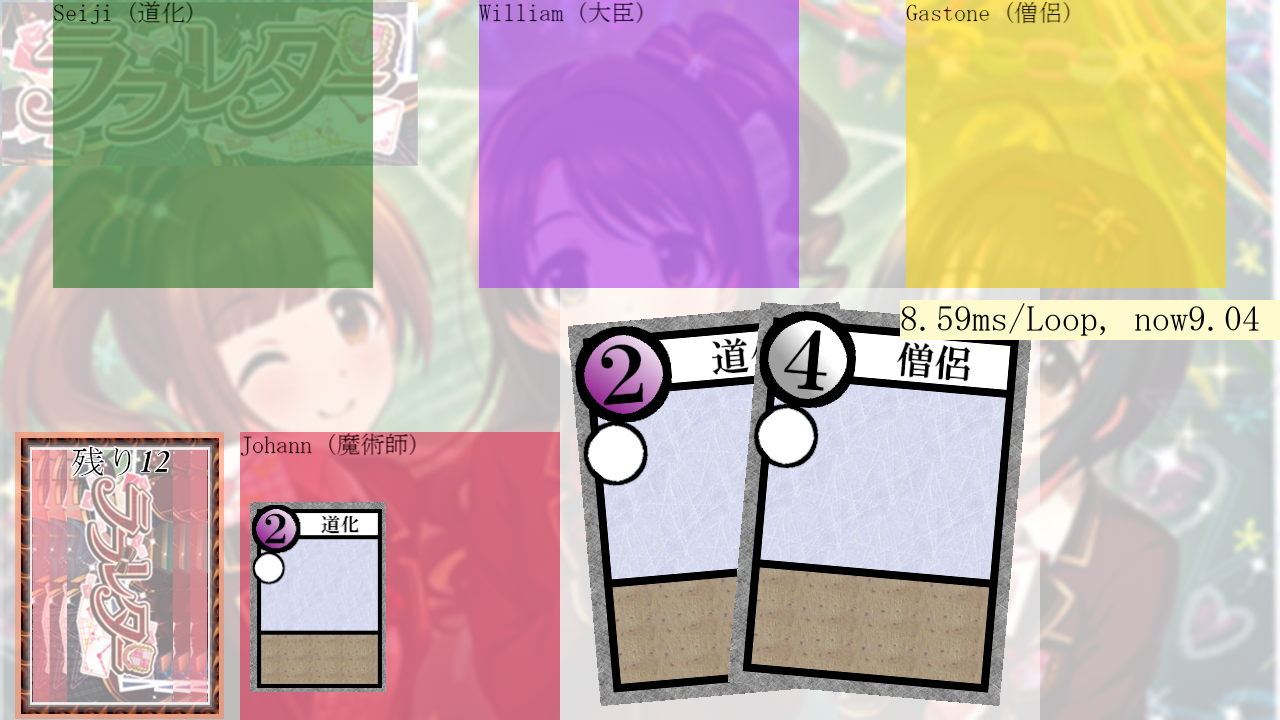 Seiji (道化)
William (大臣)
Gastone (僧侶)
ラブレター
8.59ms/Loop, now9.04
2
道
4
僧侶
残り12
ラブレター
Johann (魔術師)
2
道化